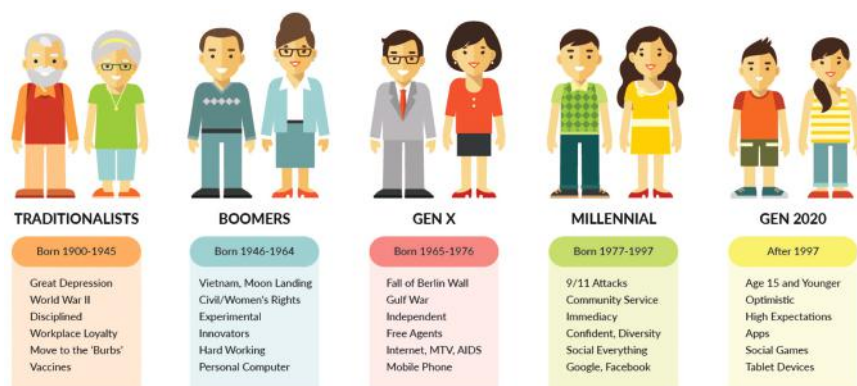 TRADITIONALISTS
Born 1900-1945
Great Depression
World War II
Disciplined
Workplace Loyalty
Move to the 'Burbs'
Vaccines
BOOMERS
Born 1946-1964
Vietnam, Moon Landing
Civil/Women's Rights
Experimental
Innovators
Hard Working
Personal Computer
GEN X
Born 1965-1976
Fall of Berlin Wall
Gulf War
Independent
Free Agents
Internet, MTV, AIDS
Mobile Phone
MILLENNIAL
Born 1977-1997
9/11 Attacks
Community Service
Immediacy
Confident, Diversity
Social Everything
Google, Facebook
GEN 2020
After 1997
Age 15 and Younger
Optimistic
High Expectations
Apps
Social Games
Tablet Devices